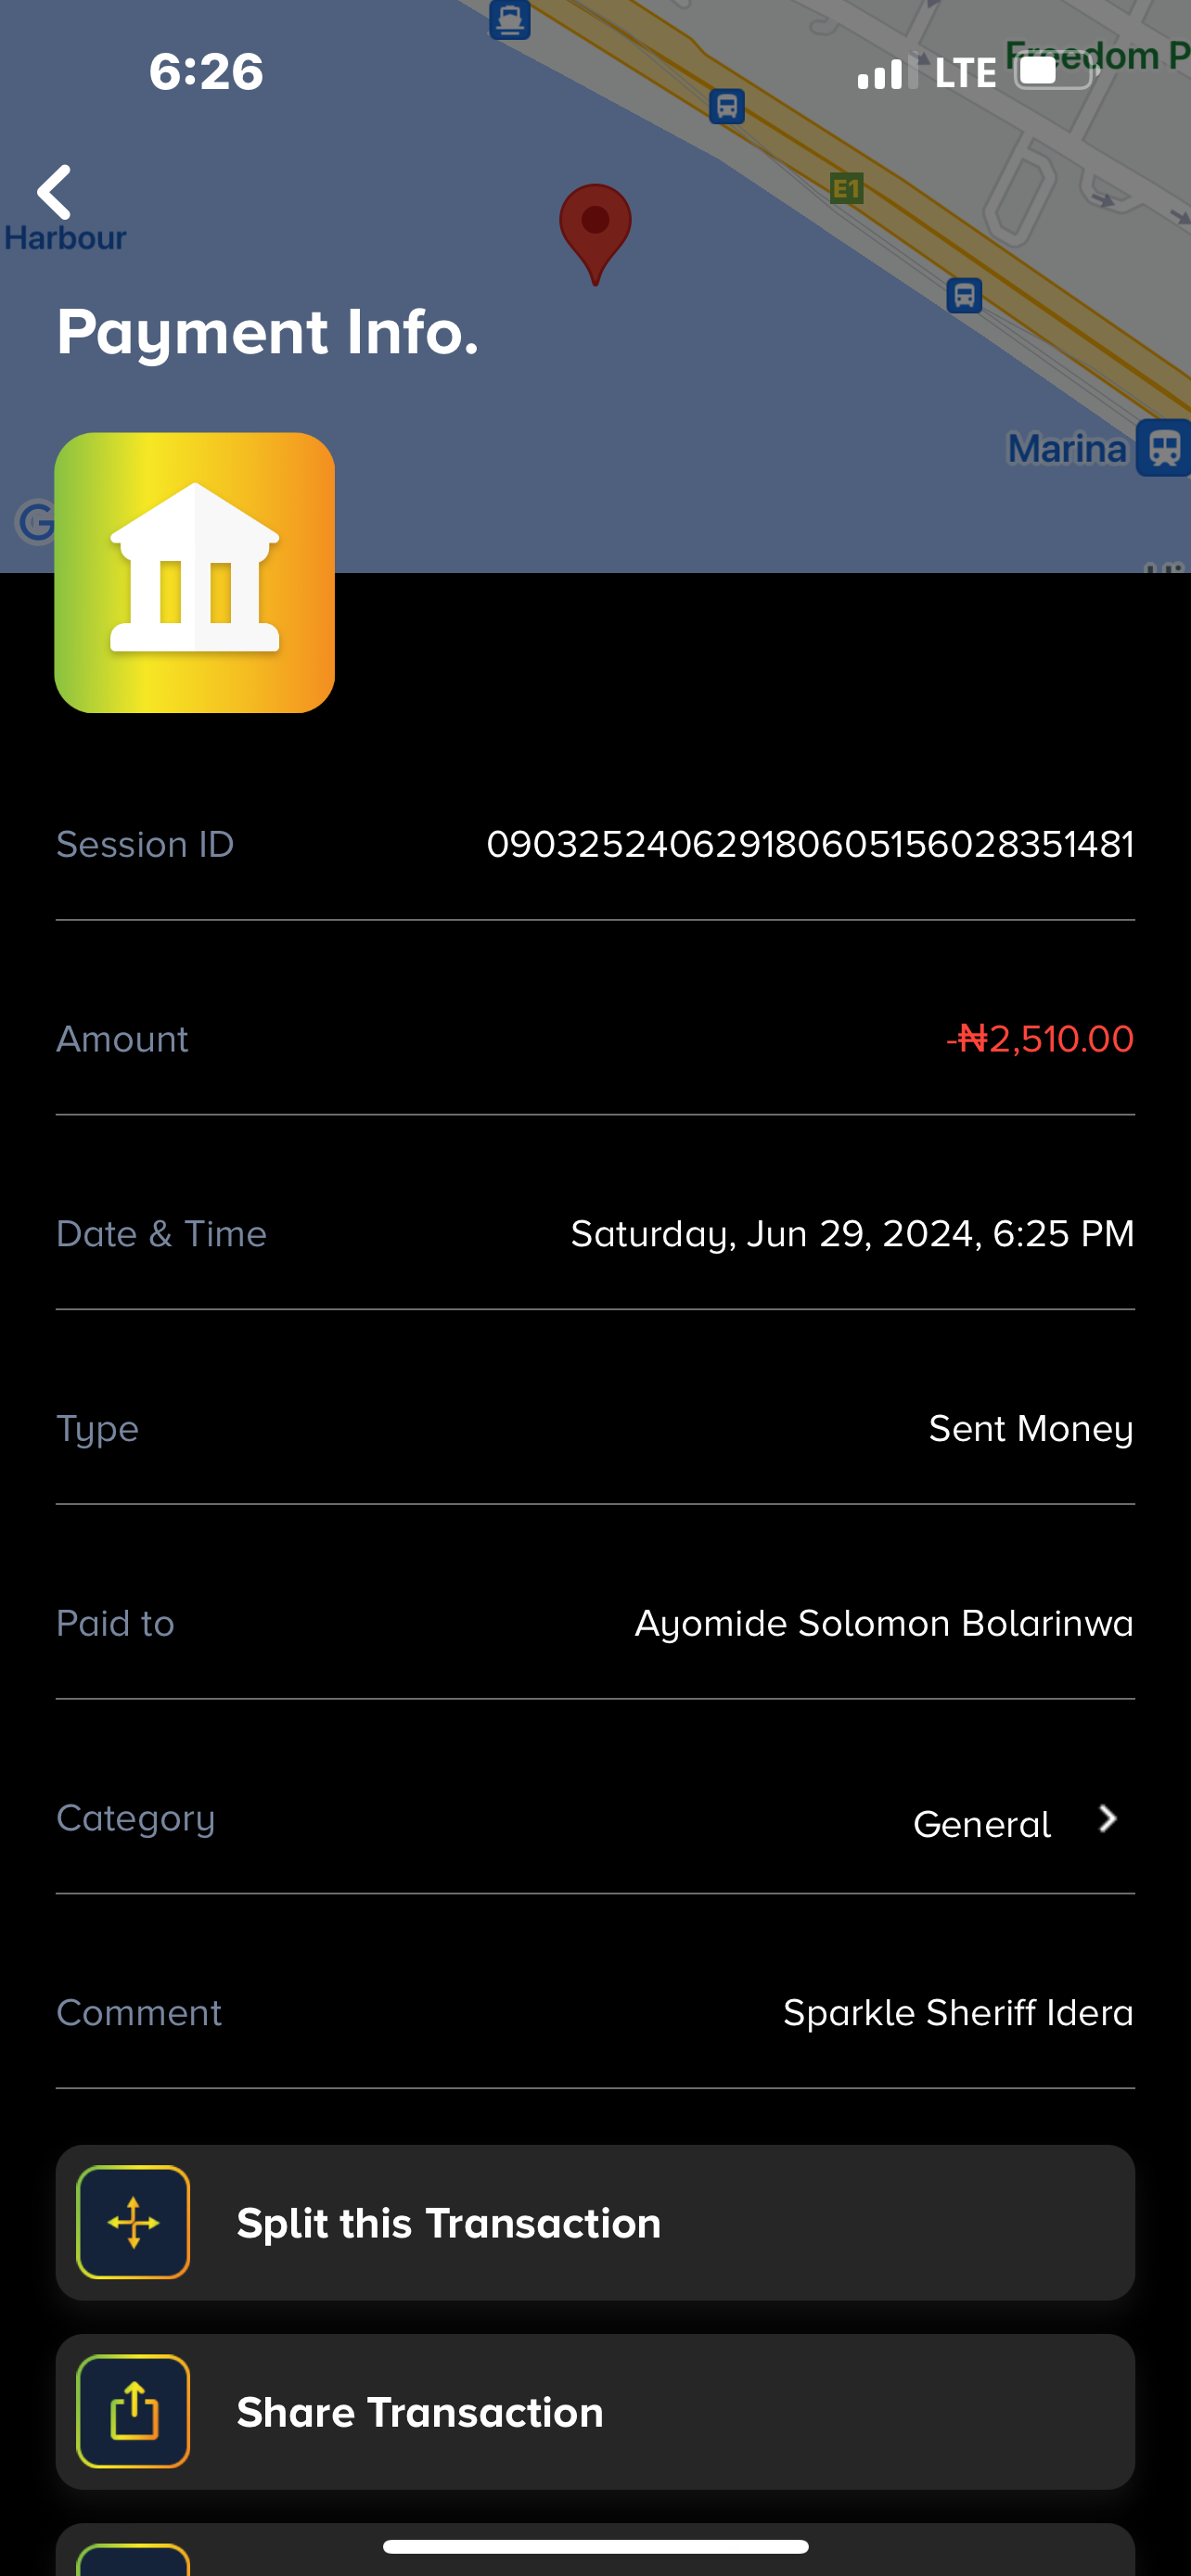 6:26
LTE
Freedom P
E1
Harbour
Payment Info.
Marina
G
Session ID 090325240629180605156028351481
Amount -₦2,510.00
Date & Time Saturday, Jun 29, 2024, 6:25 PM
Type Sent Money
Paid to Ayomide Solomon Bolarinwa
Category General
Comment Sparkle Sheriff Idera
Split this Transaction
Share Transaction